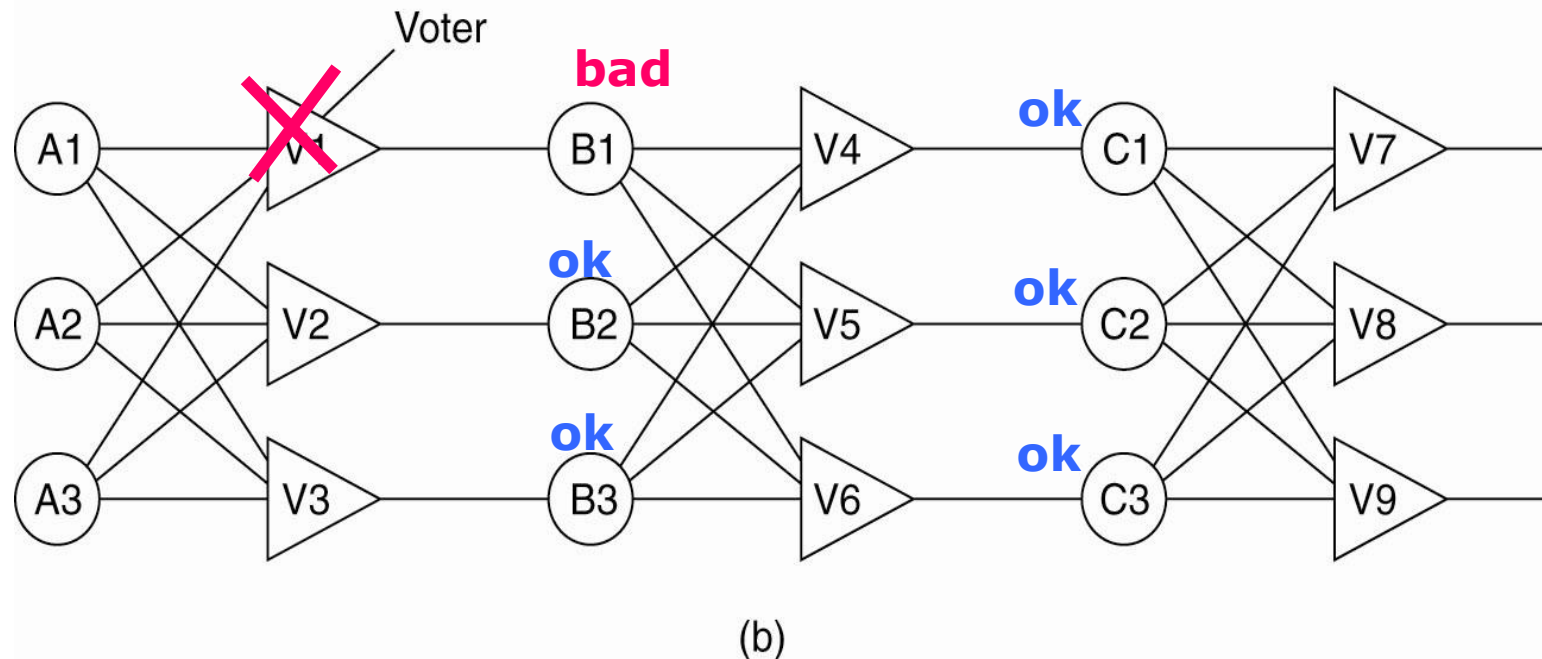 Voter
bad
ok
A1 V1 B1 V4 C1 V7
ok ok
A2 V2 B2 V5 C2 V8
ok ok
A3 V3 B3 V6 C3 V9
(b)